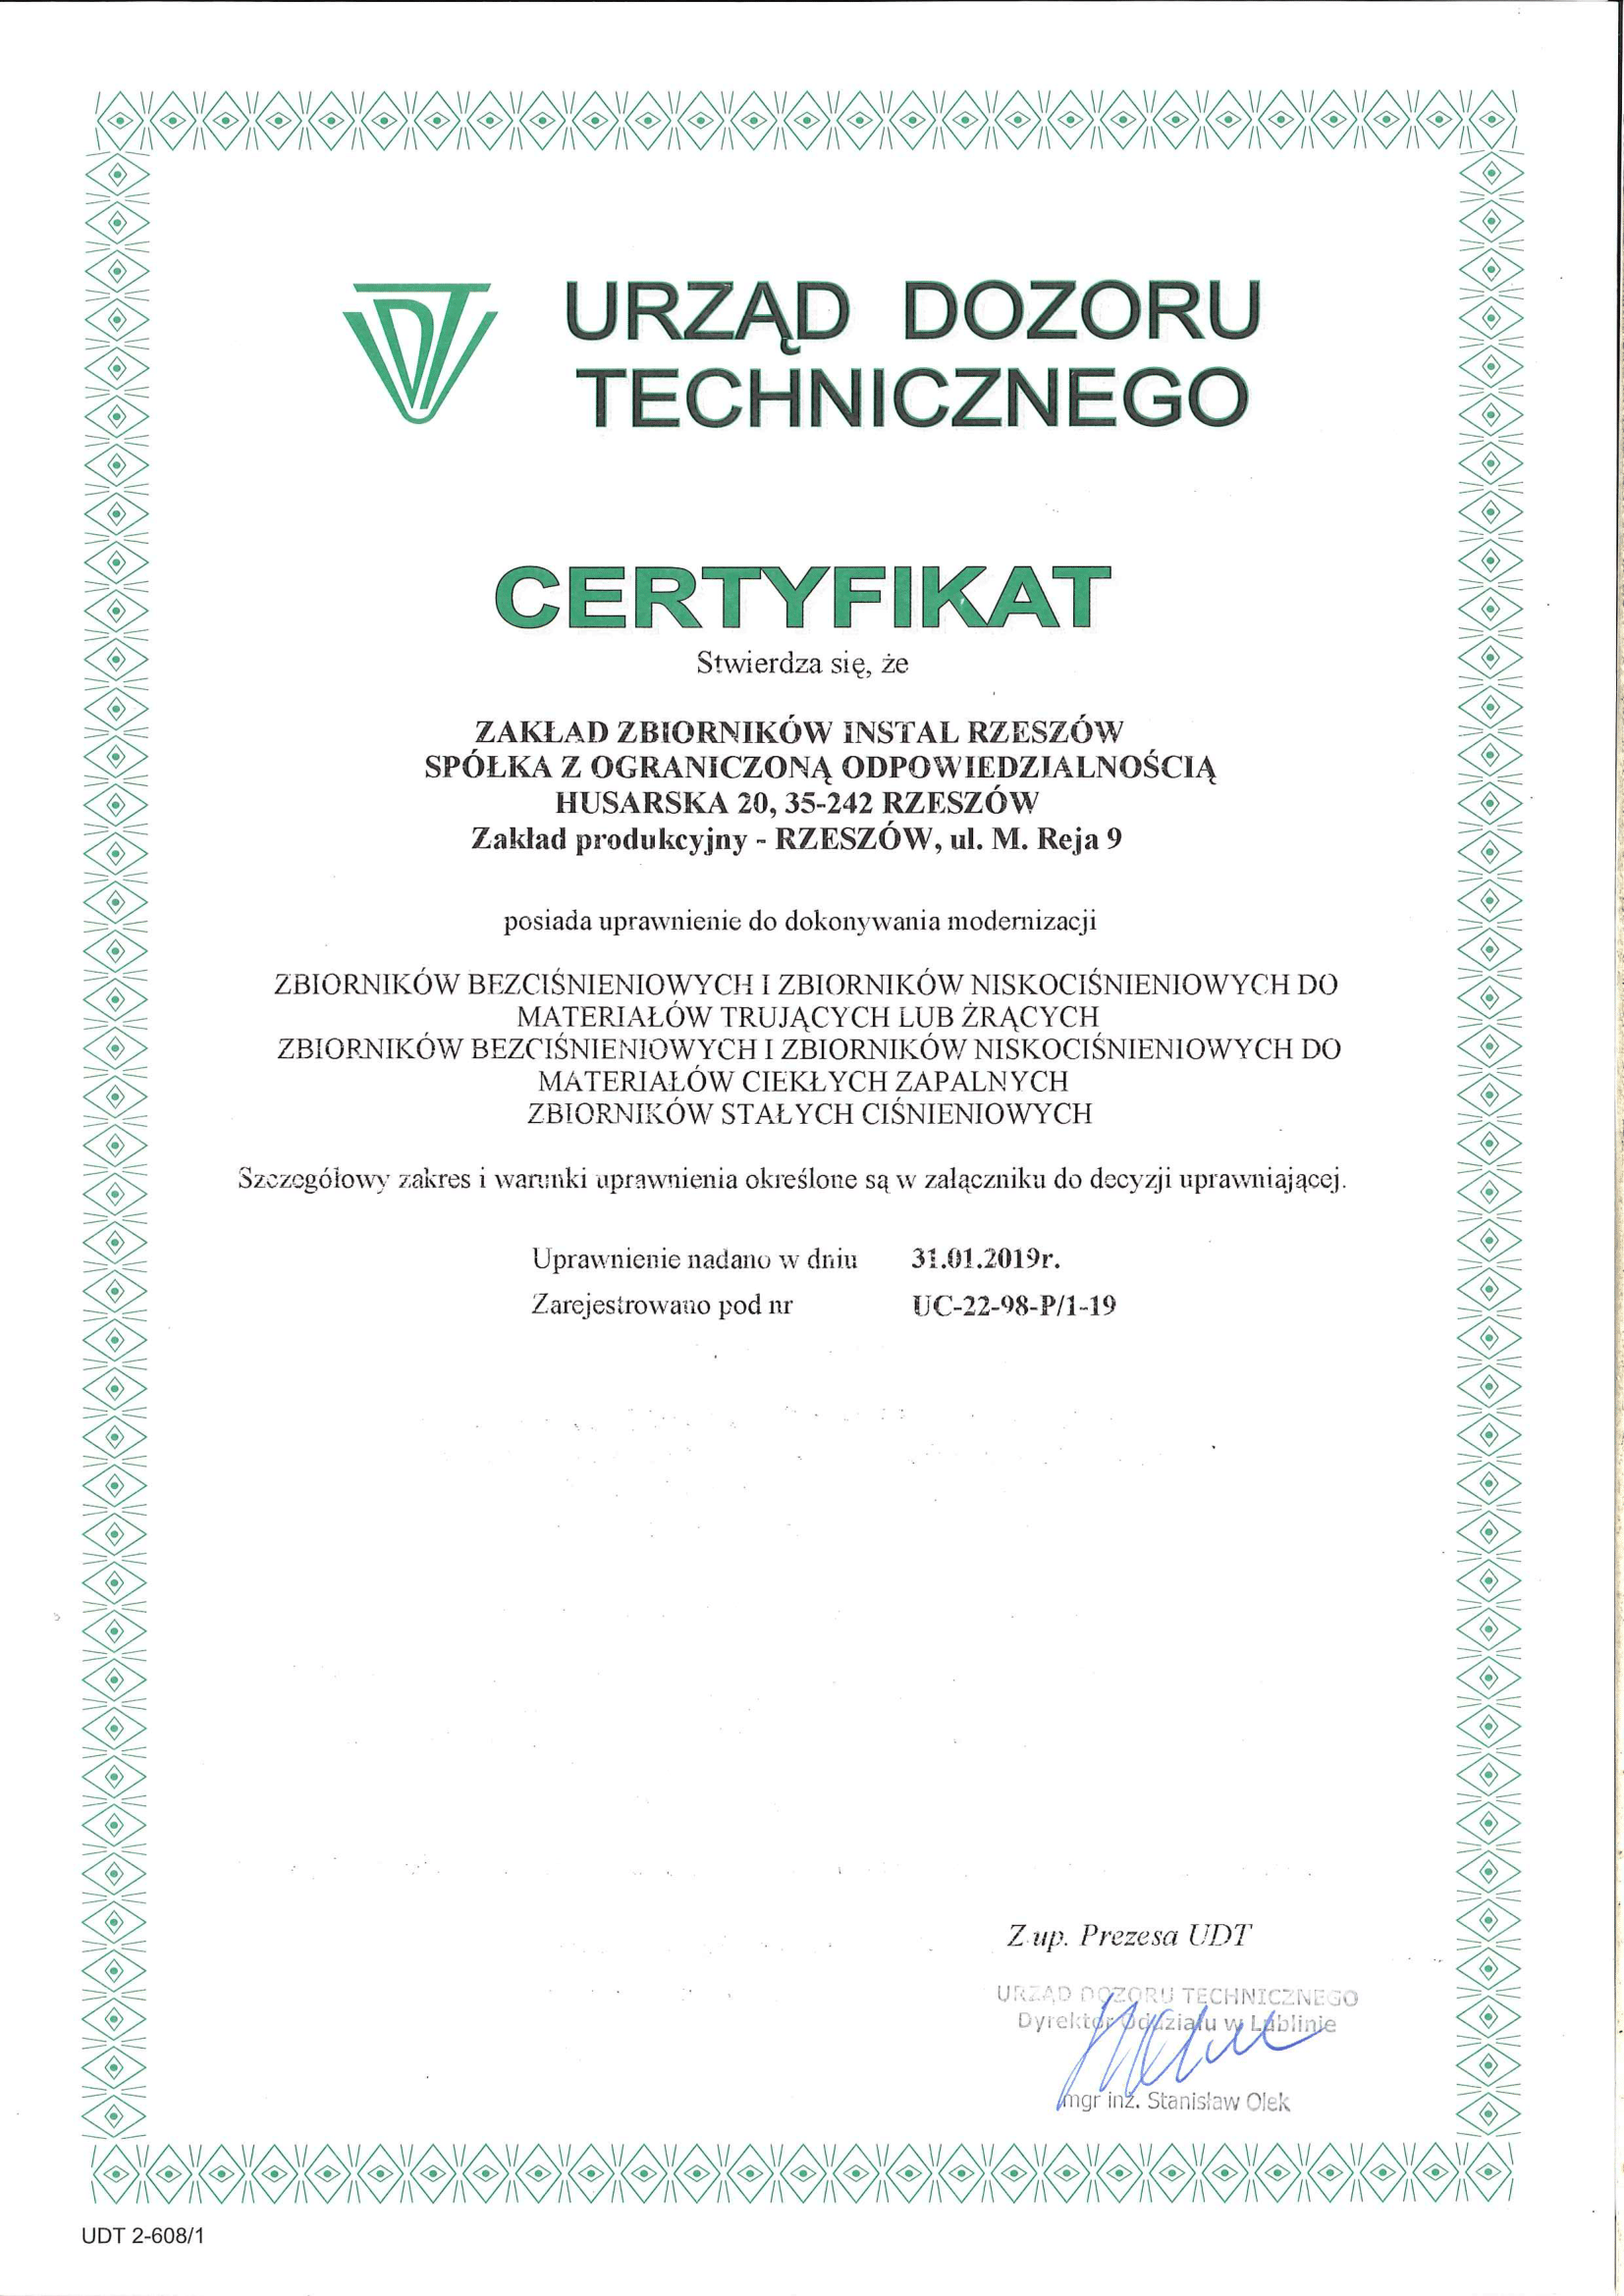 URZĄD DOZORU
TECHNICZNEGO
CERTYFIKAT
Stwierdza się, że
ZAKŁAD ZBIORNIKÓW INSTAL RZESZÓW
SPÓŁKA Z OGRANICZONĄ ODPOWIEDZIALNOŚCIĄ
HUSARSKA 20, 35-242 RZESZÓW
Zakład produkcyjny - RZESZÓW, ul. M. Reja 9
posiada uprawnienie do dokonywania modernizacji
ZBIORNIKÓW BEZCIŚNIENIOWYCH I ZBIORNIKÓW NISKOCIŚNIENIOWYCH DO
MATERIAŁÓW TRUJĄCYCH LUB ŻRĄCYCH
ZBIORNIKÓW BEZCIŚNIENIOWYCH I ZBIORNIKÓW NISKOCIŚNIENIOWYCH DO
MATERIAŁÓW CIEKŁYCH ZAPALNYCH
ZBIORNIKÓW STAŁYCH CIŚNIENIOWYCH
Szczegółowy zakres i warunki uprawnienia określone są w załączniku do decyzji uprawniającej.
Uprawnienie nadano w dniu 31.01.2019r.
Zarejestrowano pod nr UC-22-98-P/1-19
Z up. Prezesa UDT
URZĄD DOZORU TECHNICZNEGO
Dyrektor Oddziału w Lublinie
mgr inż. Stanisław Olek
UDT 2-608/1